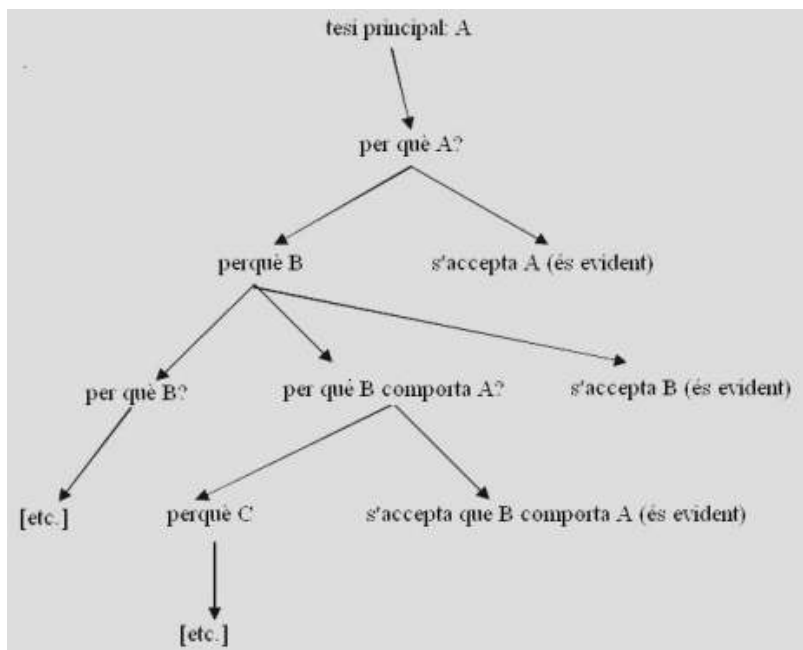 tesi principal: A
per què A?
perquè B
s'accepta A (és evident)
per què B?
per què B comporta A?
s'accepta B (és evident)
[etc.]
perquè C
s'accepta que B comporta A (és evident)
[etc.]